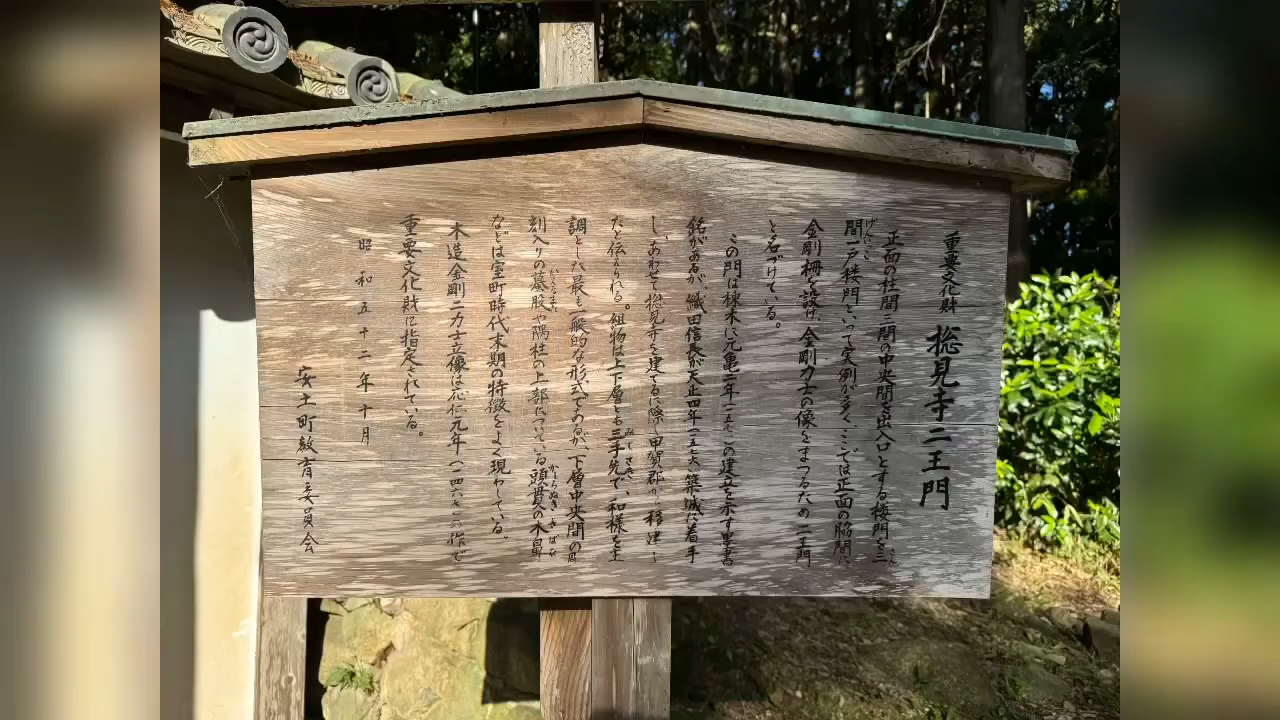 重要文化財 摠見寺二王門
正面の柱間三間の中央間を出入口とする楼門を三
間一戸楼門といって実例が多く、ここでは正面の脇間に
金剛柵を設け、金剛力士の像をまつるため二王門
と名づけている。
この門は棟木に元亀二年(一五七一)の建立を示す墨書
銘があるが、織田信長が天正四年(一五七六)築城に着手
し、あわせて摠見寺を建てるに際し甲賀郡から移建し
たと伝えられる。組物は上下層とも三手先で、和様を主
調とした最も一般的な形式であるが、下層中央間の
刻入りの蟇股や隅柱の上部についている頭貫の木鼻
などは室町時代末期の特徴をよく現わしている。
木造金剛二力士立像は応仁元年(一四六七)の作で
重要文化財に指定されている。
昭和五十二年十月
安土町教育委員会